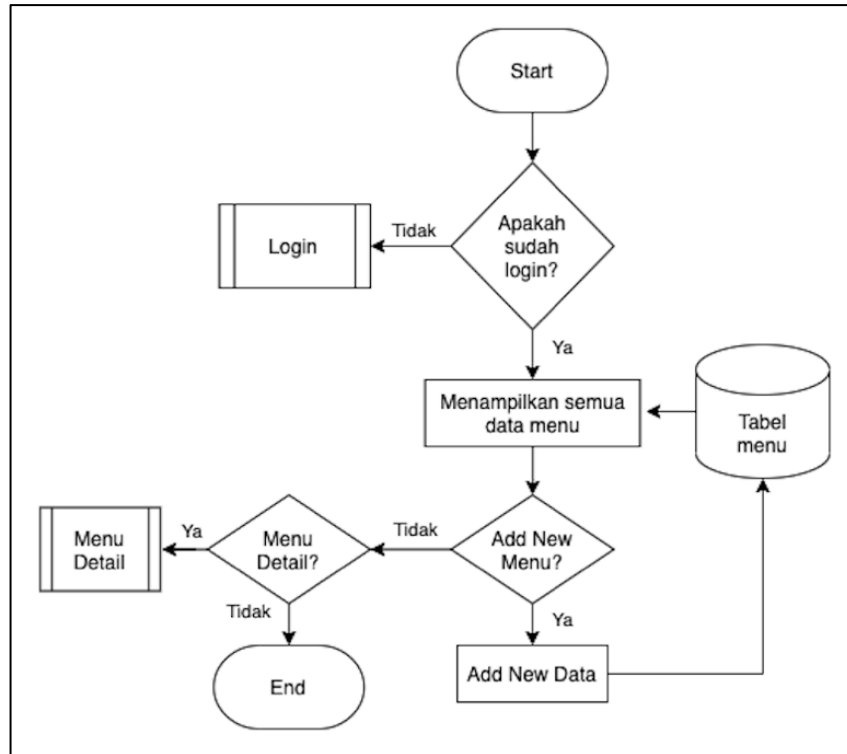 Start
Apakah
sudah
login?
Tidak
Login
Ya
Menampilkan semua
data menu
Tabel
menu
Add New
Menu?
Tidak
Menu
Detail?
Ya
Menu
Detail
Tidak
End
Ya
Add New Data